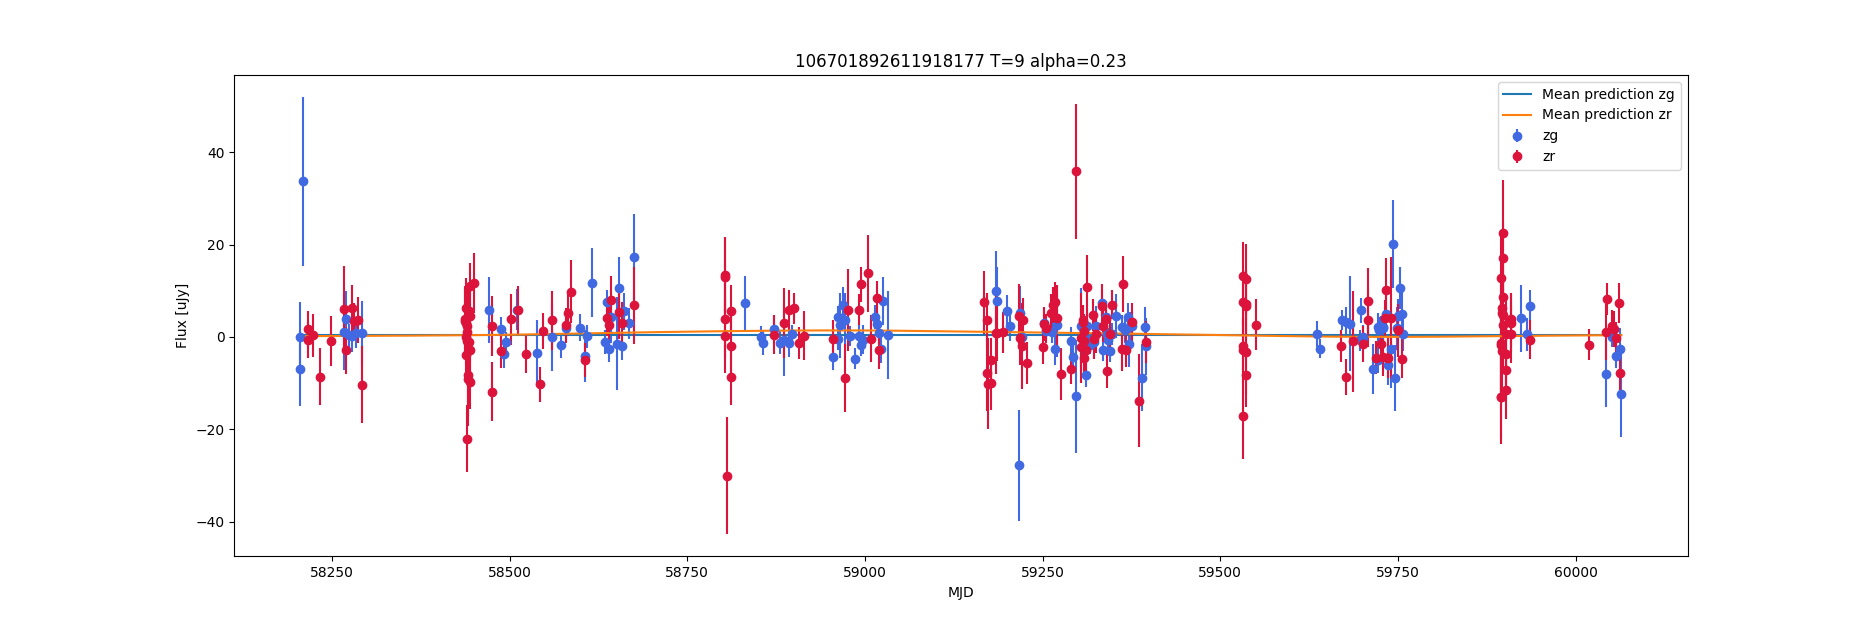 106701892611918177 T=9 alpha=0.23
Mean prediction zg
Mean prediction zr
zg
zr
Flux [uJy]
40
20
0
−20
−40
58250 58500 58750 59000 59250 59500 59750 60000
MJD